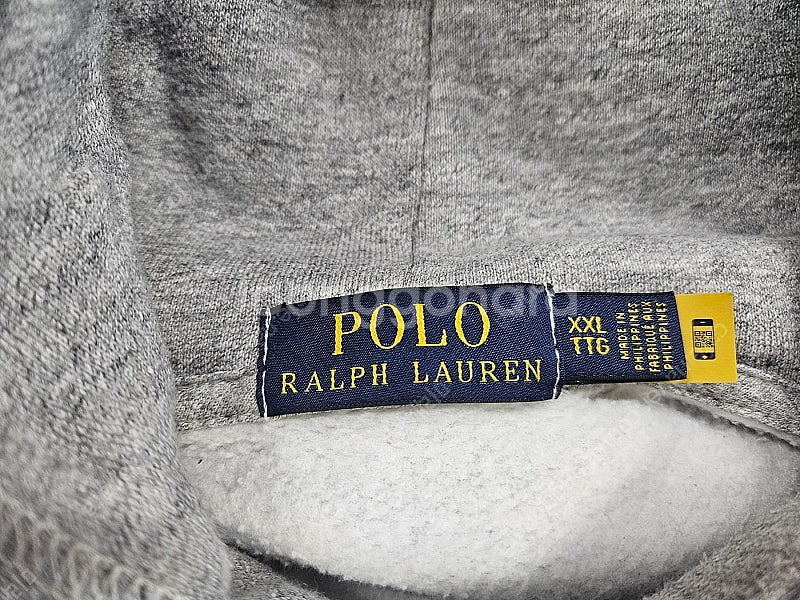 POLO
RALPH LAUREN
XXL
TTG
MADE IN
PHILIPPINES
FABRIQUÉ AUX
PHILIPPINES